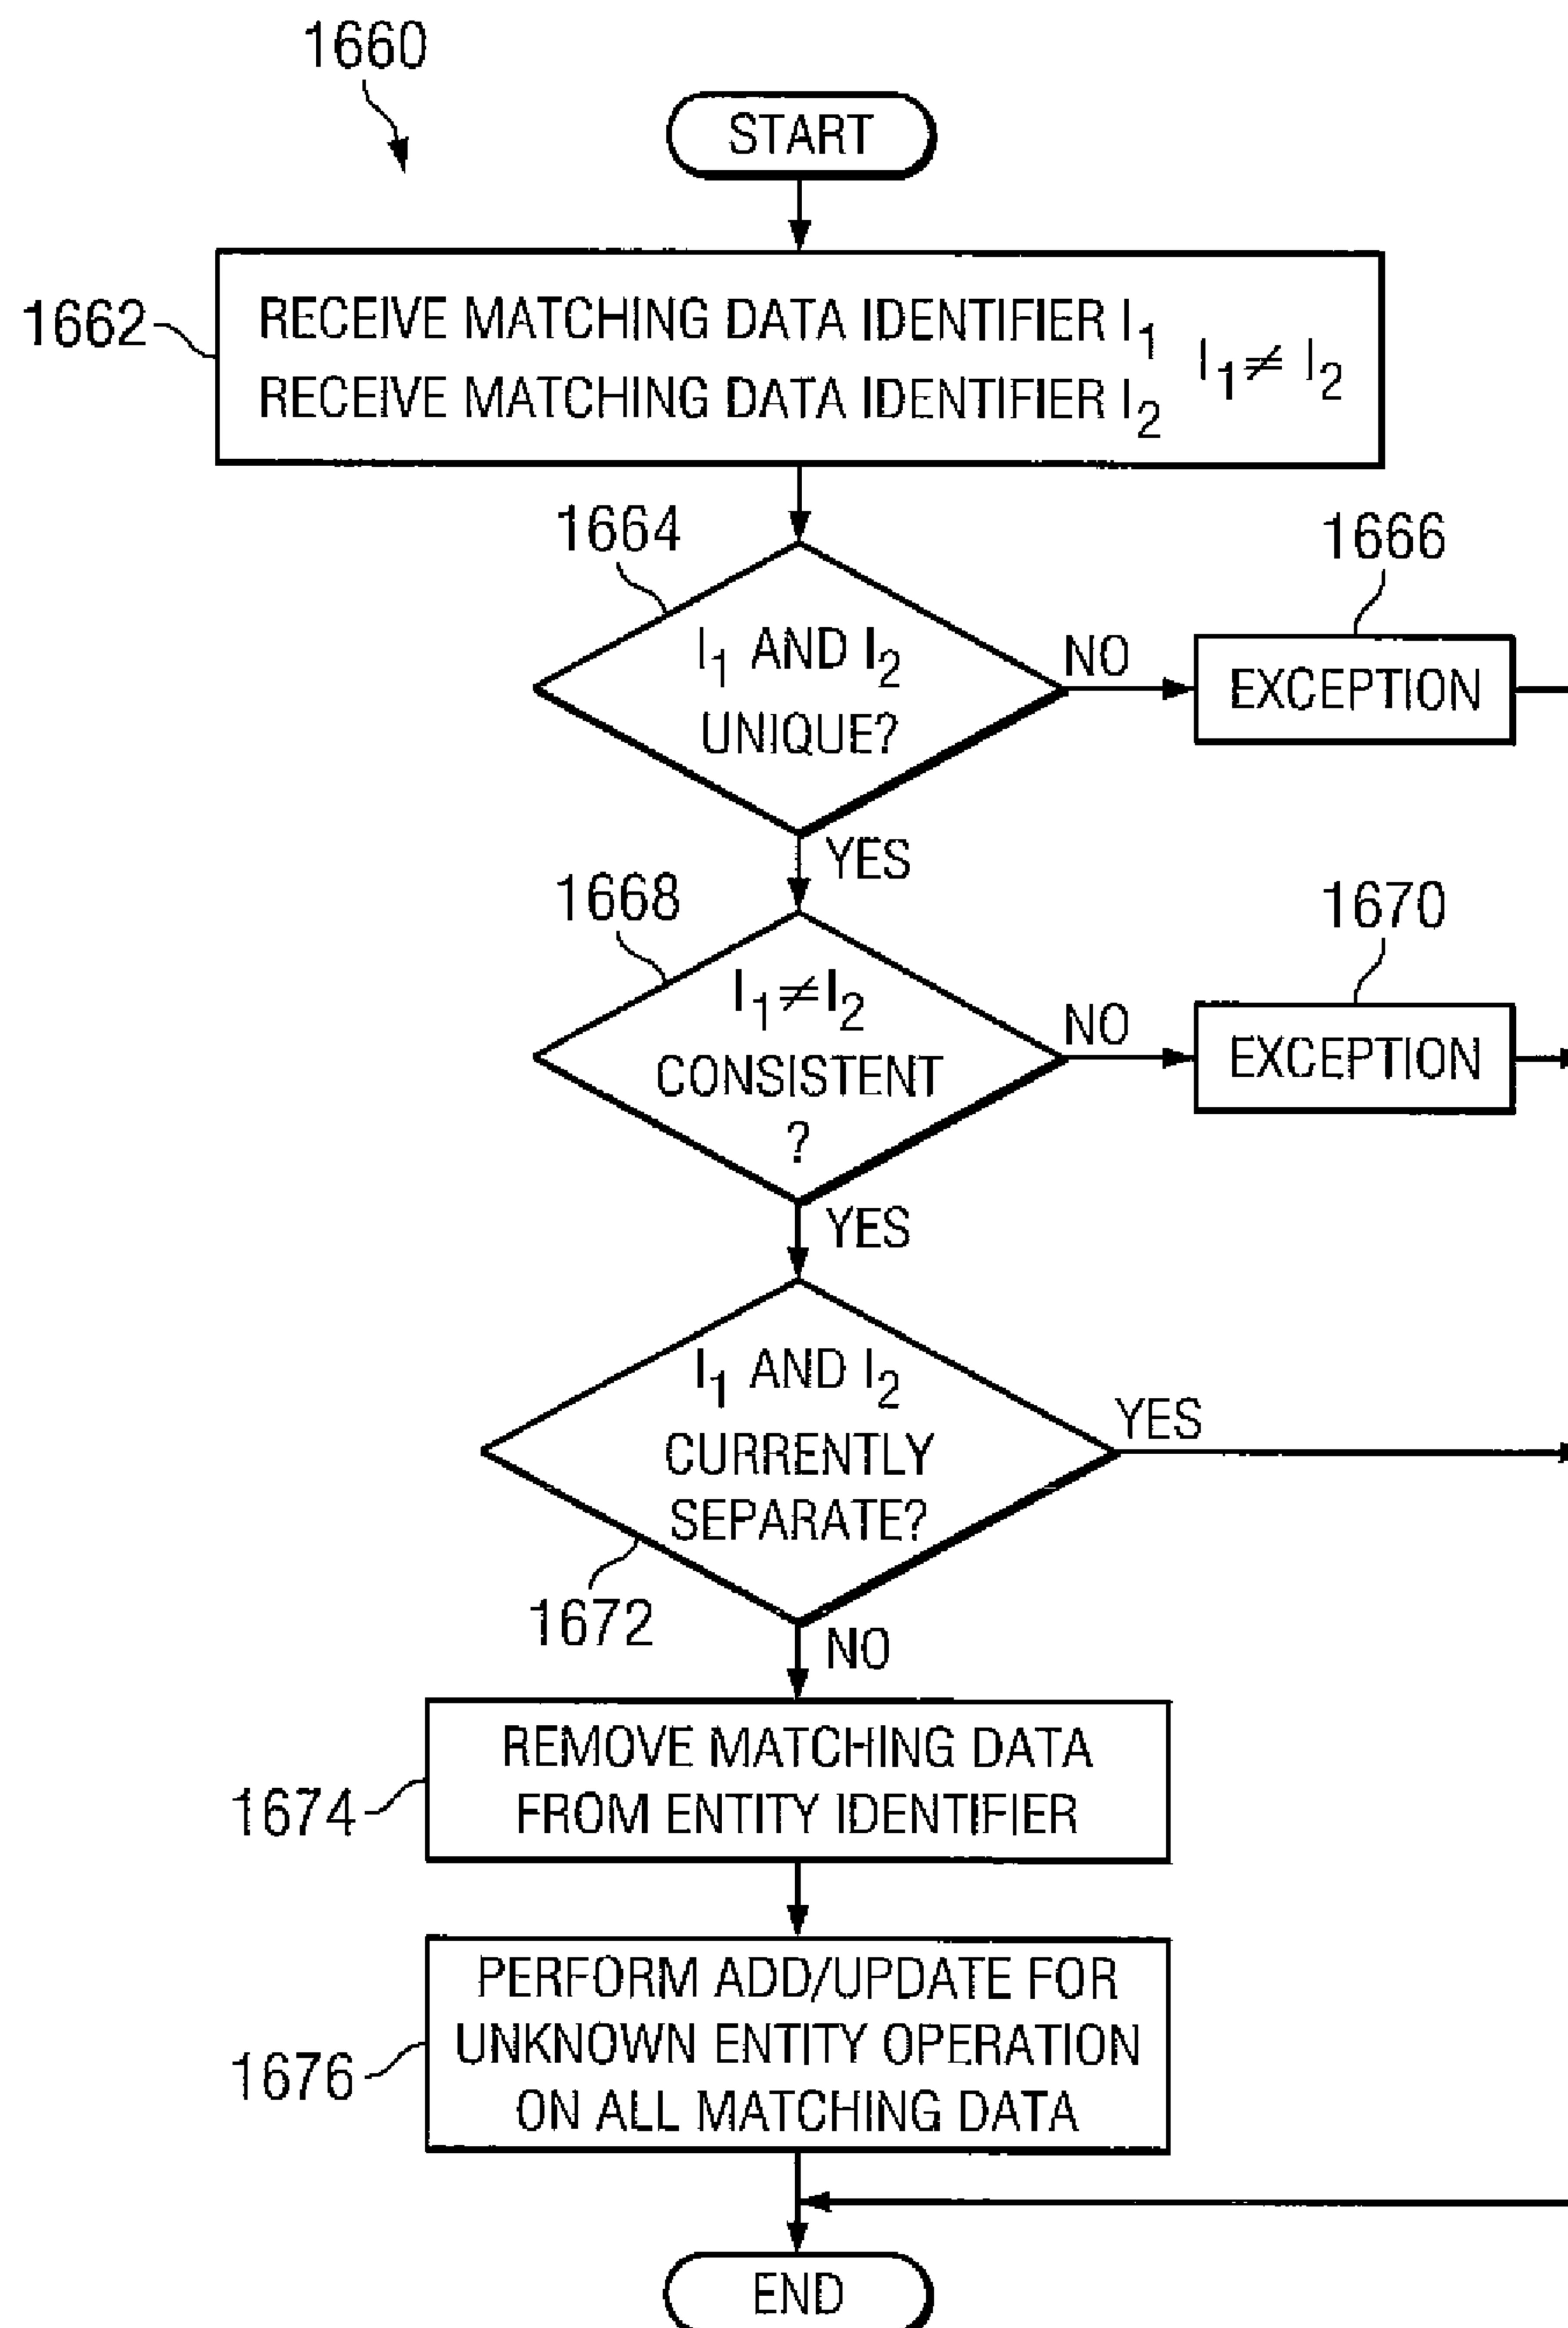 1660
START
1662
RECEIVE MATCHING DATA IDENTIFIER I1
RECEIVE MATCHING DATA IDENTIFIER I2
I1 ≠ I2
1664
I1 AND I2
UNIQUE?
NO
1666
EXCEPTION
YES
1668
I1≠I2
CONSISTENT
?
NO
1670
EXCEPTION
YES
I1 AND I2
CURRENTLY
SEPARATE?
YES
1672
NO
1674
REMOVE MATCHING DATA
FROM ENTITY IDENTIFIER
1676
PERFORM ADD/UPDATE FOR
UNKNOWN ENTITY OPERATION
ON ALL MATCHING DATA
END